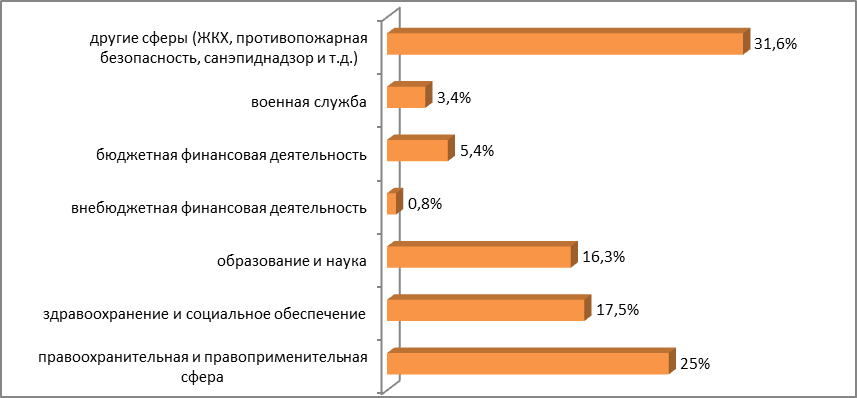 другие сферы (ЖКХ, противопожарная
безопасность, санэпиднадзор и т.д.)
31,6%
военная служба
3,4%
бюджетная финансовая деятельность
5,4%
внебюджетная финансовая деятельность
0,8%
образование и наука
16,3%
здравоохранение и социальное обеспечение
17,5%
правоохранительная и правоприменительная
сфера
25%